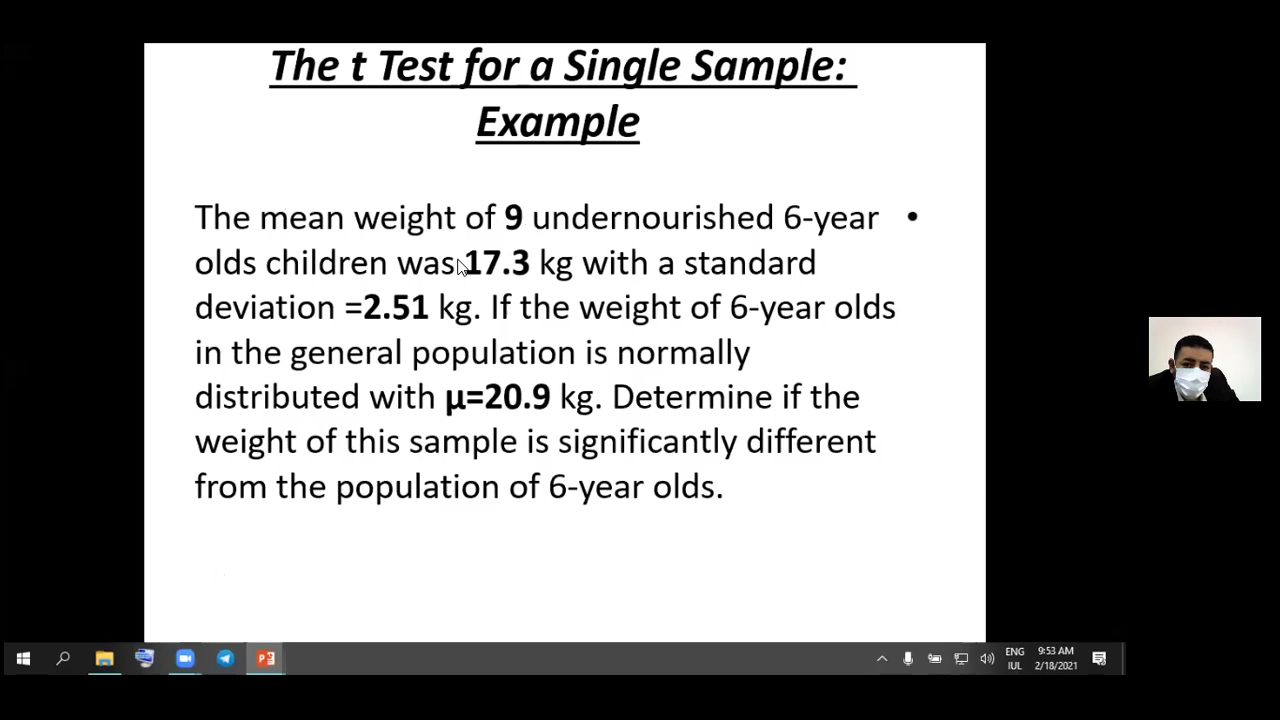 The t Test for a Single Sample:
Example
The mean weight of 9 undernourished 6-year •
olds children was 17.3 kg with a standard
deviation =2.51 kg. If the weight of 6-year olds
in the general population is normally
distributed with µ=20.9 kg. Determine if the
weight of this sample is significantly different
from the population of 6-year olds.
ENG
IUL
9:53 AM
2/18/2021